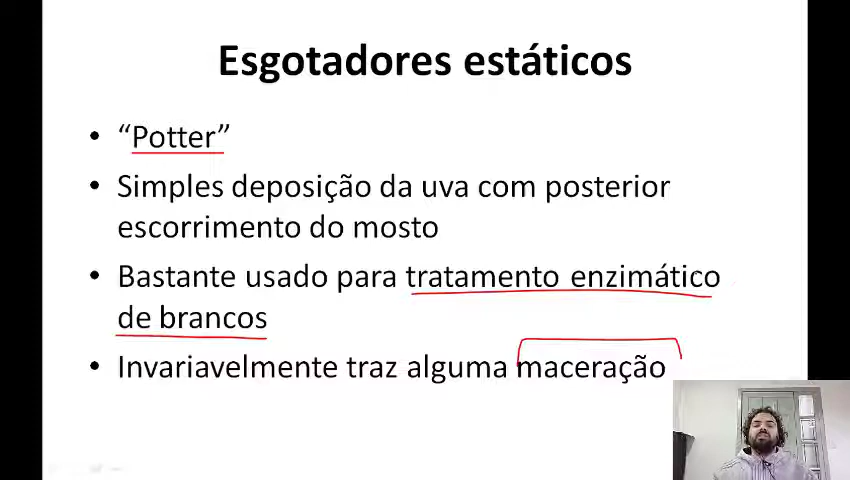 Esgotadores estáticos
• “Potter”
• Simples deposição da uva com posterior
escorrimento do mosto
• Bastante usado para tratamento enzimático
de brancos
• Invariavelmente traz alguma maceração